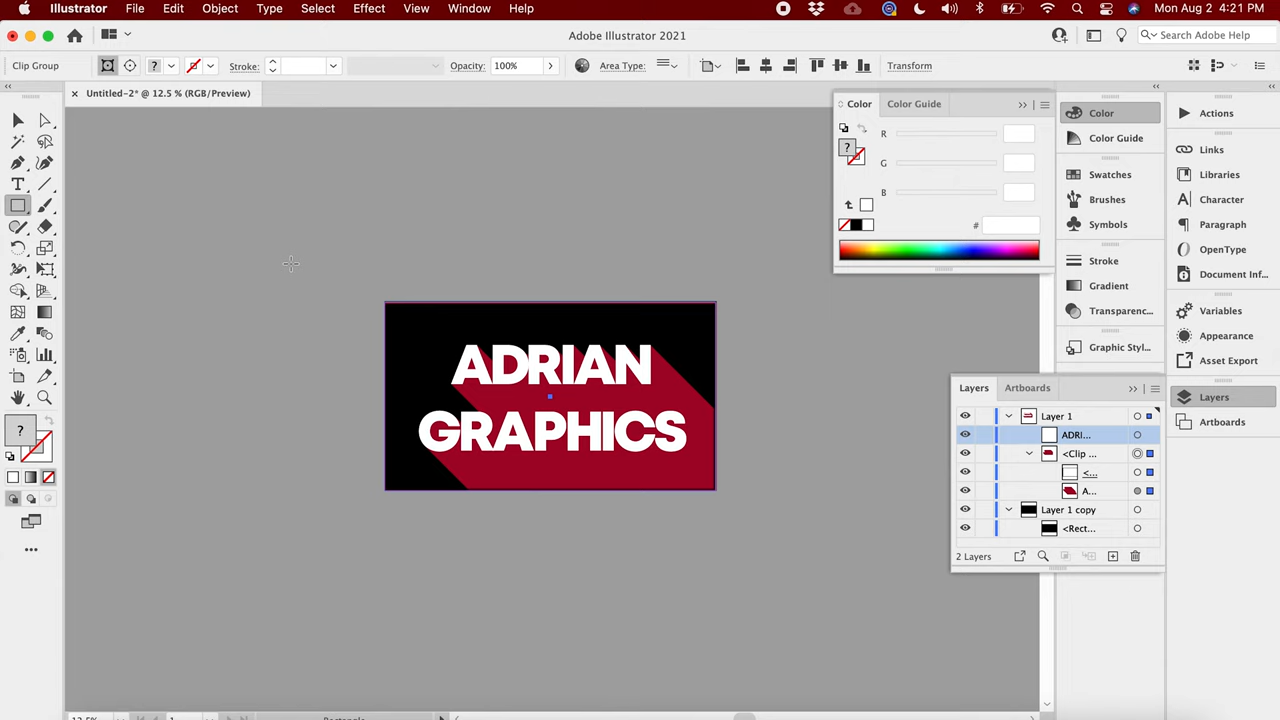 Illustrator File Edit Object Type Select Effect View Window Help Mon Aug 2 4:21 PM
Adobe Illustrator 2021 Search Adobe Help
Clip Group ? Stroke: Opacity: 100% Area Type: Transform
Untitled-2* @ 12.5 % (RGB/Preview)
Color Color Guide
R
G
B
#
?
Color
Color Guide
Swatches
Brushes
Symbols
Stroke
Gradient
Transparenc...
Graphic Styl...
Actions
Links
Libraries
Character
Paragraph
OpenType
Document Inf...
Variables
Appearance
Asset Export
Layers
Artboards
ADRIAN
GRAPHICS
Layers Artboards
Layer 1
ADRI...
<Clip ...
<...
A...
Layer 1 copy
<Rect...
2 Layers
?
T
12.5% 1 Rectangle